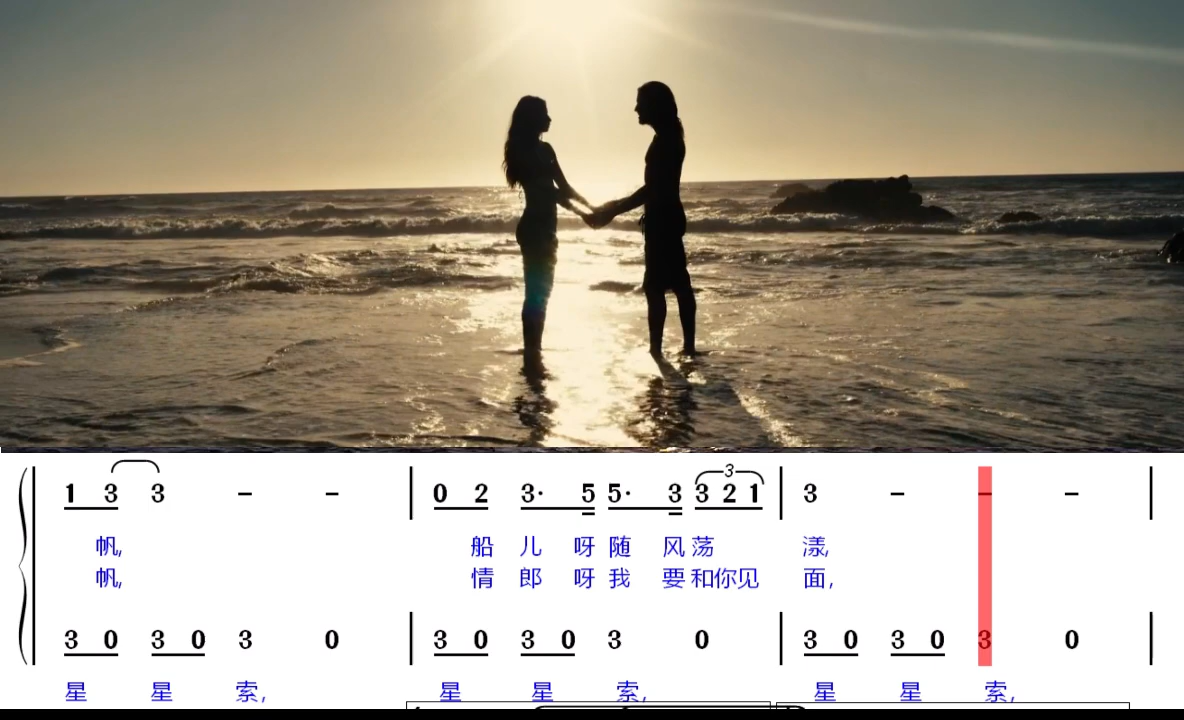 1 3 3 - - | 0 2 3· 5 5· 3 3 2 1 | 3 - - - |
3
帆, 船 儿 呀 随 风 荡 漾,
帆, 情 郎 呀 我 要 和你见 面,
3 0 3 0 3 0 | 3 0 3 0 3 0 | 3 0 3 0 3 0 |
星 星 索, 星 星 索, 星 星 索,